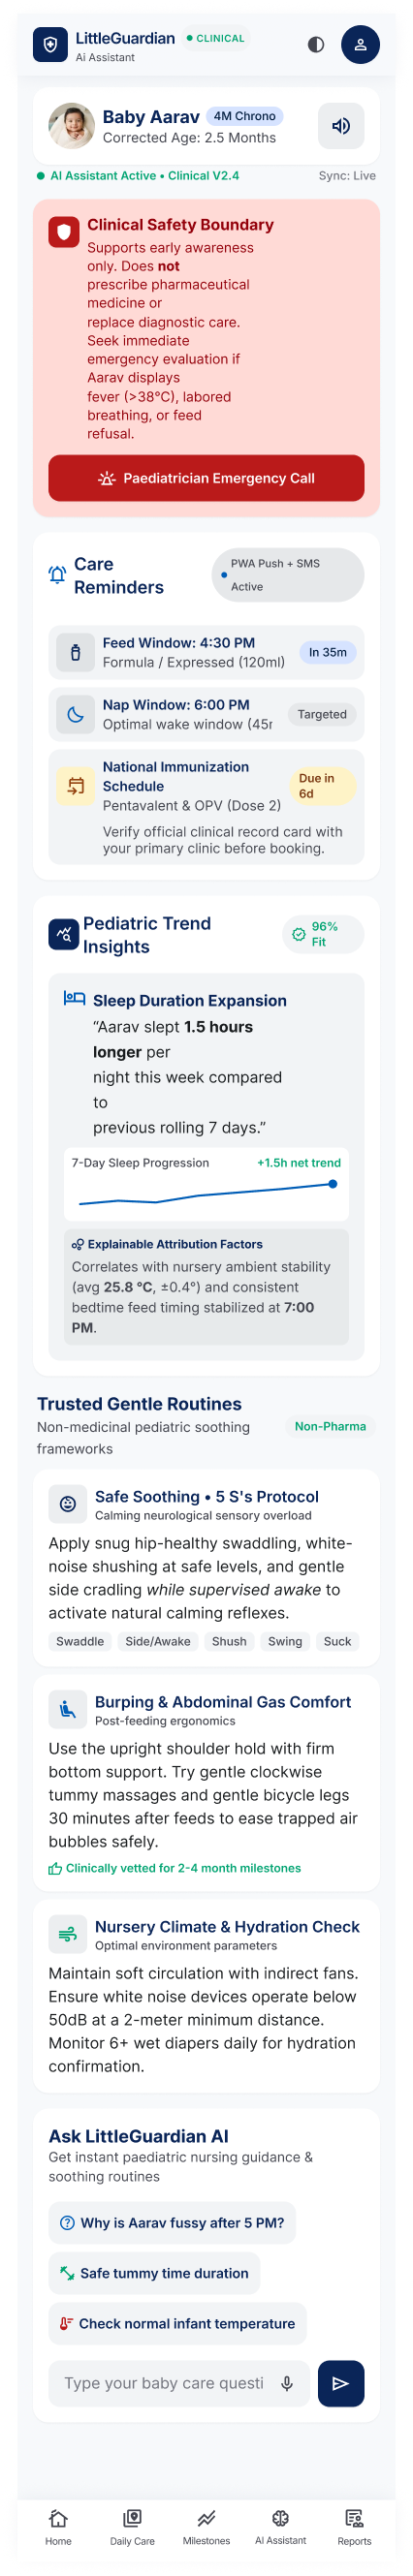 LittleGuardian
CLINICAL
Ai Assistant
Baby Aarav
4M Chrono
Corrected Age: 2.5 Months
AI Assistant Active • Clinical V2.4
Sync: Live
Clinical Safety Boundary
Supports early awareness
only. Does not
prescribe pharmaceutical
medicine or
replace diagnostic care.
Seek immediate
emergency evaluation if
Aarav displays
fever (>38°C), labored
breathing, or feed
refusal.
Paediatrician Emergency Call
Care
Reminders
PWA Push + SMS
Active
Feed Window: 4:30 PM
Formula / Expressed (120ml)
In 35m
Nap Window: 6:00 PM
Optimal wake window (45
Targeted
National Immunization
Schedule
Pentavalent & OPV (Dose 2)
Due in
6d
Verify official clinical record card with
your primary clinic before booking.
Pediatric Trend
Insights
96%
Fit
Sleep Duration Expansion
“Aarav slept 1.5 hours
longer per
night this week compared
to
previous rolling 7 days.”
7-Day Sleep Progression
+1.5h net trend
Explainable Attribution Factors
Correlates with nursery ambient stability
(avg 25.8 °C, ±0.4°) and consistent
bedtime feed timing stabilized at 7:00
PM.
Trusted Gentle Routines
Non-medicinal pediatric soothing
frameworks
Non-Pharma
Safe Soothing • 5 S's Protocol
Calming neurological sensory overload
Apply snug hip-healthy swaddling, white-
noise shushing at safe levels, and gentle
side cradling while supervised awake to
activate natural calming reflexes.
Swaddle
Side/Awake
Shush
Swing
Suck
Burping & Abdominal Gas Comfort
Post-feeding ergonomics
Use the upright shoulder hold with firm
bottom support. Try gentle clockwise
tummy massages and gentle bicycle legs
30 minutes after feeds to ease trapped air
bubbles safely.
Clinically vetted for 2-4 month milestones
Nursery Climate & Hydration Check
Optimal environment parameters
Maintain soft circulation with indirect fans.
Ensure white noise devices operate below
50dB at a 2-meter minimum distance.
Monitor 6+ wet diapers daily for hydration
confirmation.
Ask LittleGuardian AI
Get instant paediatric nursing guidance &
soothing routines
Why is Aarav fussy after 5 PM?
Safe tummy time duration
Check normal infant temperature
Type your baby care questi
Home
Daily Care
Milestones
AI Assistant
Reports